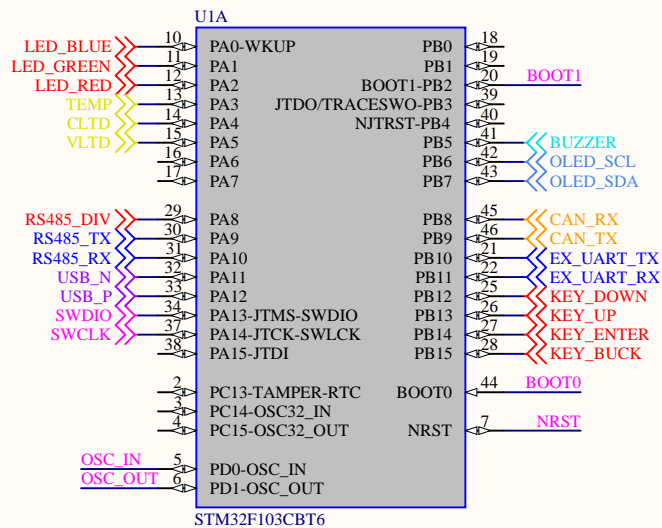 U1A
LED_BLUE 10 PA0-WKUP PB0 18
LED_GREEN 11 PA1 PB1 19
LED_RED 12 PA2 BOOT1-PB2 20 BOOT1
TEMP 13 PA3 JTDO/TRACESWO-PB3 39
CLTD 14 PA4 NJTRST-PB4 40
VLTD 15 PA5 PB5 41 BUZZER
16 PA6 PB6 42 OLED_SCL
17 PA7 PB7 43 OLED_SDA
RS485_DIV 29 PA8 PB8 45 CAN_RX
RS485_TX 30 PA9 PB9 46 CAN_TX
RS485_RX 31 PA10 PB10 21 EX_UART_TX
USB_N 32 PA11 PB11 22 EX_UART_RX
USB_P 33 PA12 PB12 25 KEY_DOWN
SWDIO 34 PA13-JTMS-SWDIO PB13 26 KEY_UP
SWCLK 37 PA14-JTCK-SWLCK PB14 27 KEY_ENTER
38 PA15-JTDI PB15 28 KEY_BUCK
2 PC13-TAMPER-RTC BOOT0 44 BOOT0
3 PC14-OSC32_IN
4 PC15-OSC32_OUT NRST 7 NRST
OSC_IN 5 PD0-OSC_IN
OSC_OUT 6 PD1-OSC_OUT
STM32F103CBT6